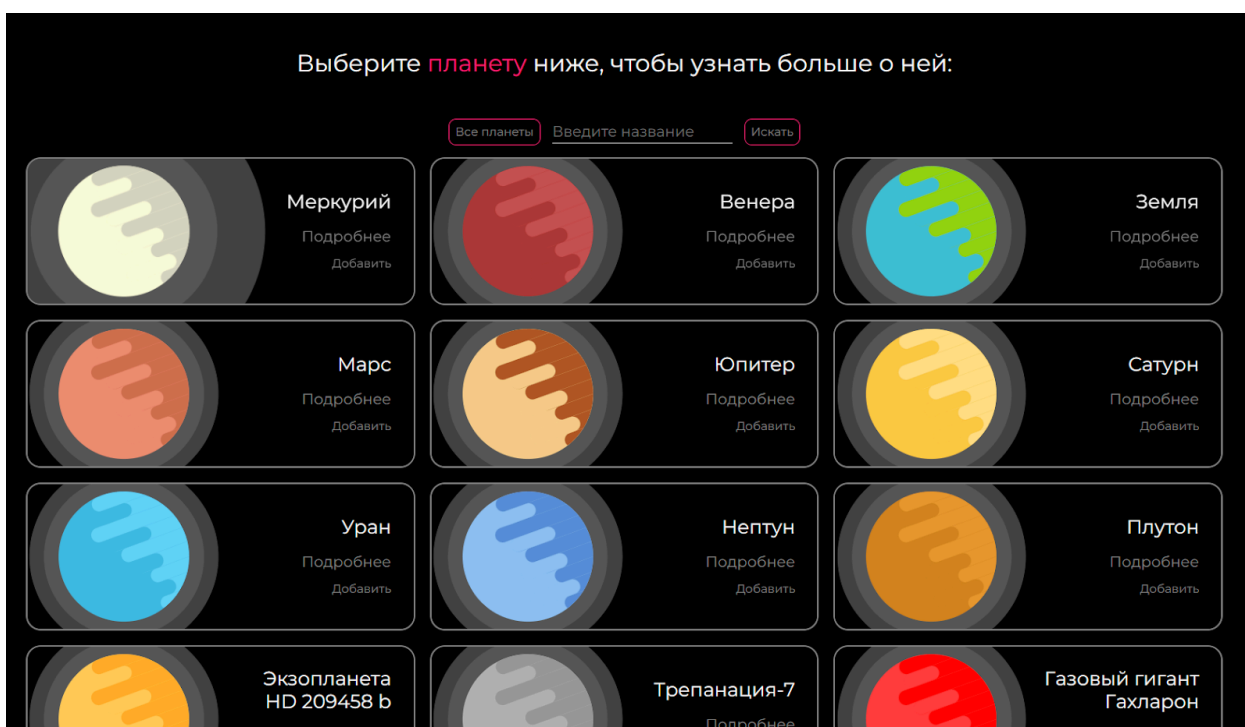 Выберите планету ниже, чтобы узнать больше о ней:
Все планеты Введите название Искать
Меркурий
Подробнее
Добавить
Венера
Подробнее
Добавить
Земля
Подробнее
Добавить
Марс
Подробнее
Добавить
Юпитер
Подробнее
Добавить
Сатурн
Подробнее
Добавить
Уран
Подробнее
Добавить
Нептун
Подробнее
Добавить
Плутон
Подробнее
Добавить
Экзопланета
HD 209458 b
Трепанация-7
Подробнее
Газовый гигант
Гахларон